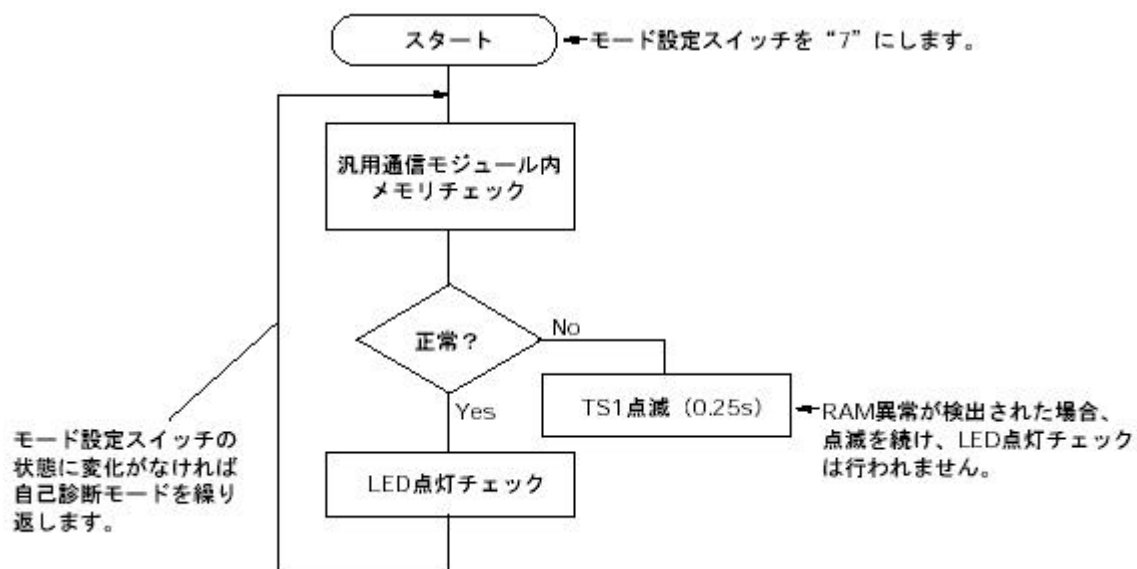 スタート
モード設定スイッチを“7”にします。
汎用通信モジュール内
メモリチェック
正常？
No
Yes
TS1点滅（0.25s）
RAM異常が検出された場合、
点滅を続け、LED点灯チェック
は行われません。
LED点灯チェック
モード設定スイッチの
状態に変化がなければ
自己診断モードを繰り
返します。